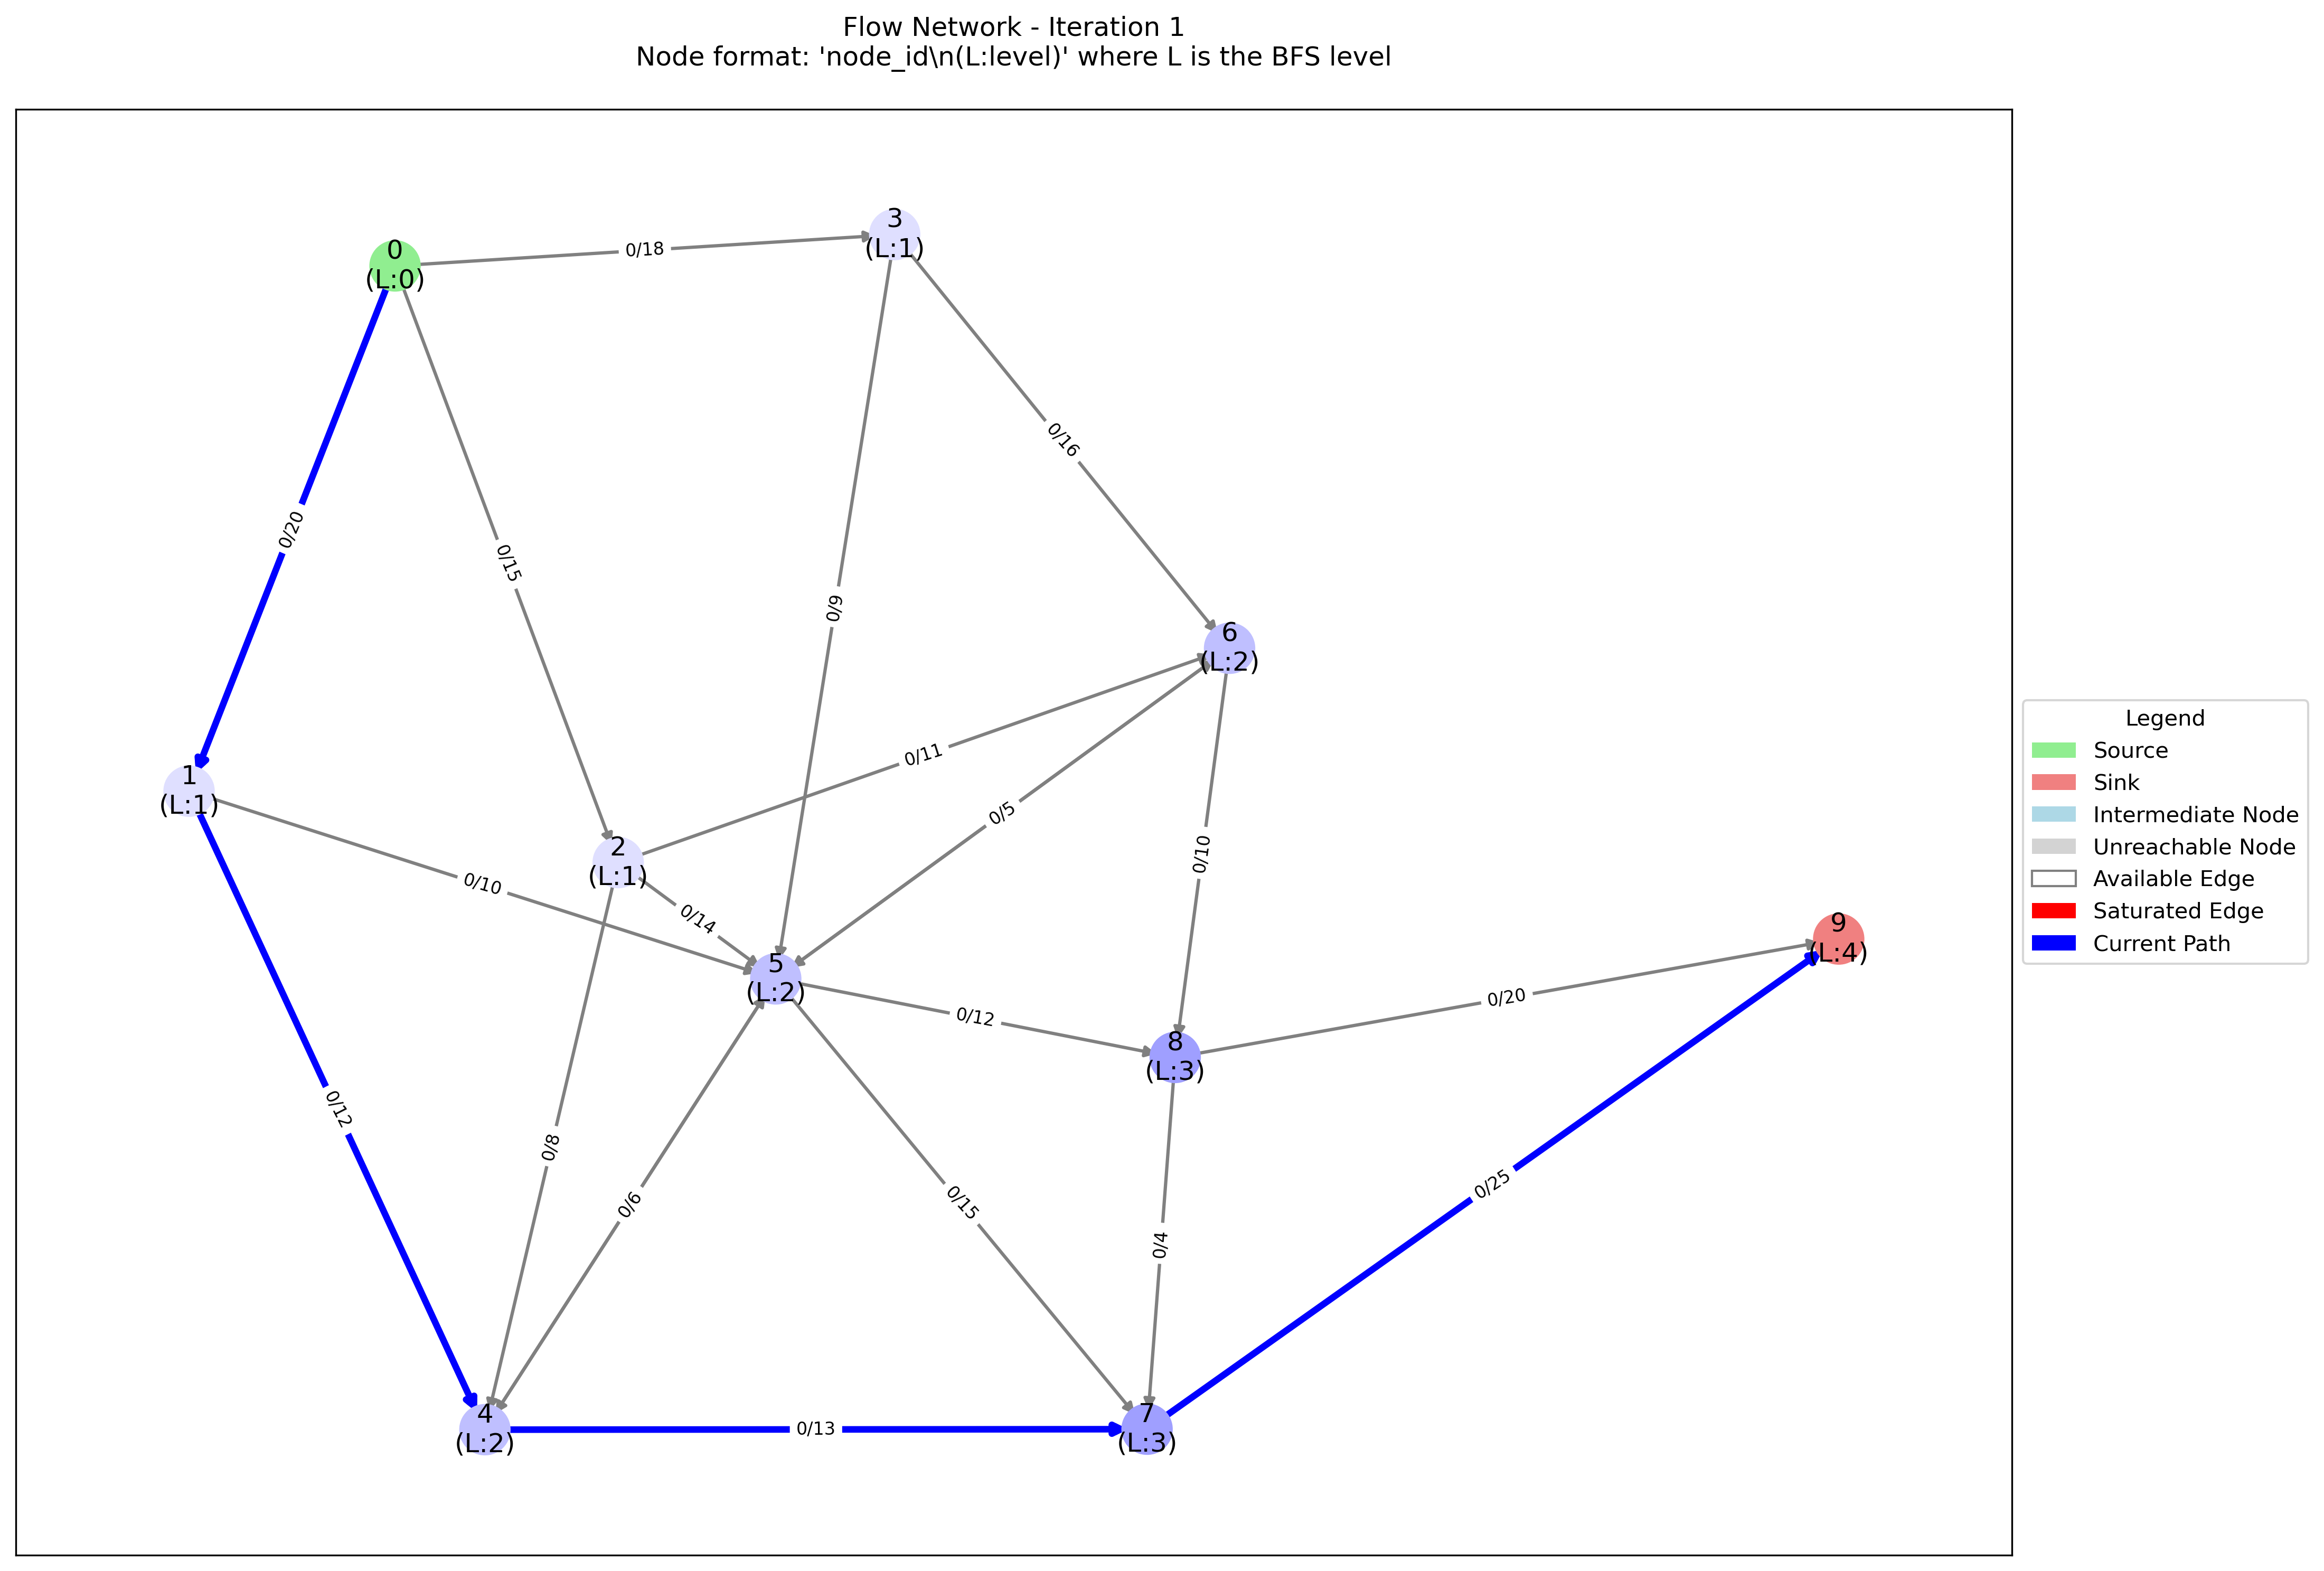 Flow Network - Iteration 1
Node format: 'node_id\n(L:level)' where L is the BFS level
0
(L:0)
3
(L:1)
0/18
0/20
0/15
0/16
0/9
6
(L:2)
1
(L:1)
0/11
0/5
0/10
2
(L:1)
0/10
0/14
5
(L:2)
0/12
8
(L:3)
0/20
9
(L:4)
0/12
0/8
0/6
0/15
0/4
0/25
4
(L:2)
0/13
7
(L:3)
Legend
Source
Sink
Intermediate Node
Unreachable Node
Available Edge
Saturated Edge
Current Path